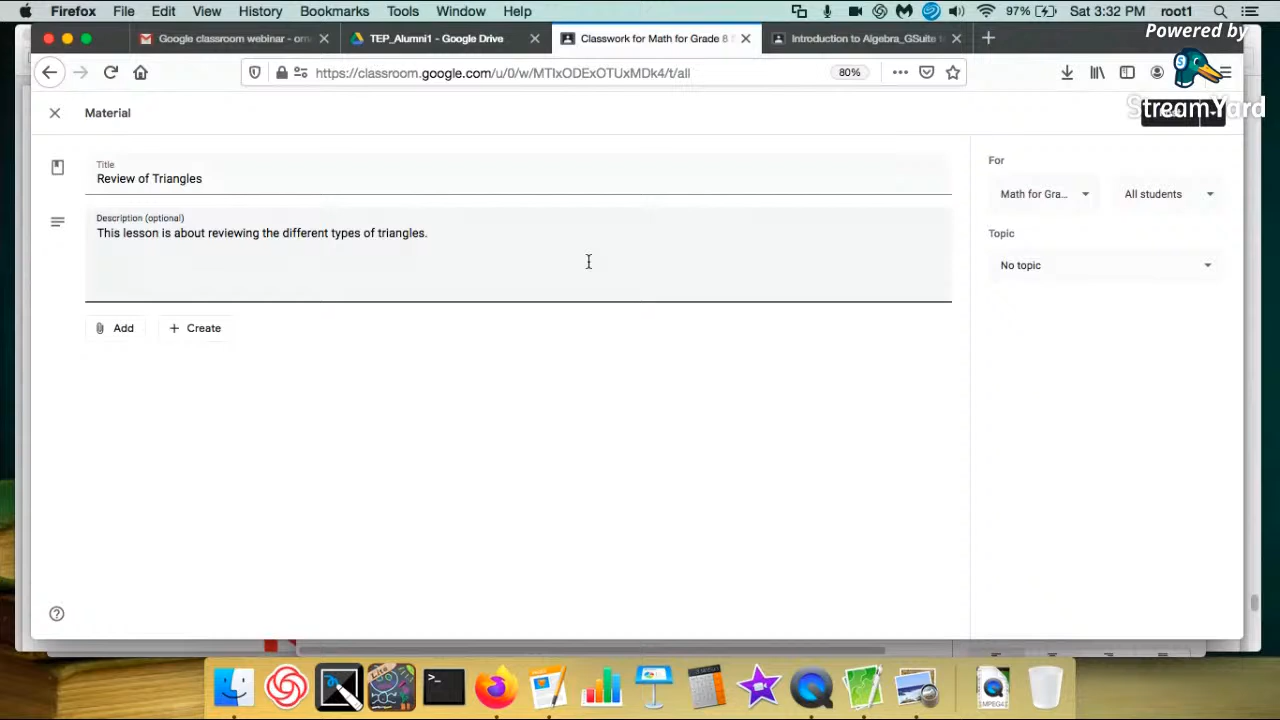 Firefox File Edit View History Bookmarks Tools Window Help 97% Sat 3:32 PM root1
Powered by
StreamYard
Google classroom webinar - om
TEP_Alumni1 - Google Drive
Classwork for Math for Grade 8
Introduction to Algebra_GSuite
https://classroom.google.com/u/0/w/MTIxODExOTUxMDk4/t/all 80%
Material
Title
Review of Triangles
Description (optional)
This lesson is about reviewing the different types of triangles.
Add Create
For
Math for Gra... All students
Topic
No topic
MPEG4